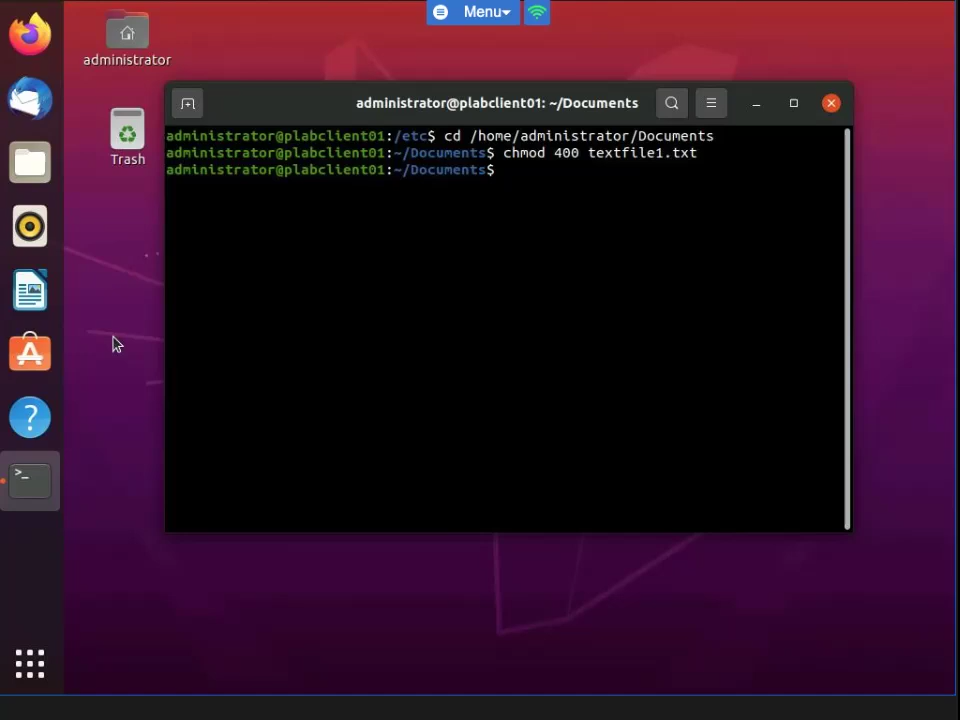 Menu
administrator
Trash
administrator@plabclient01: ~/Documents
administrator@plabclient01:/etc$ cd /home/administrator/Documents
administrator@plabclient01:~/Documents$ chmod 400 textfile1.txt
administrator@plabclient01:~/Documents$
?
>_